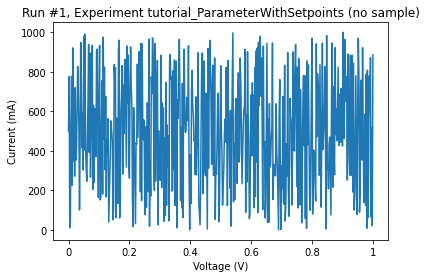 Run #1, Experiment tutorial_ParameterWithSetpoints (no sample)
1000
800
600
400
200
0
Current (mA)
0 0.2 0.4 0.6 0.8 1
Voltage (V)